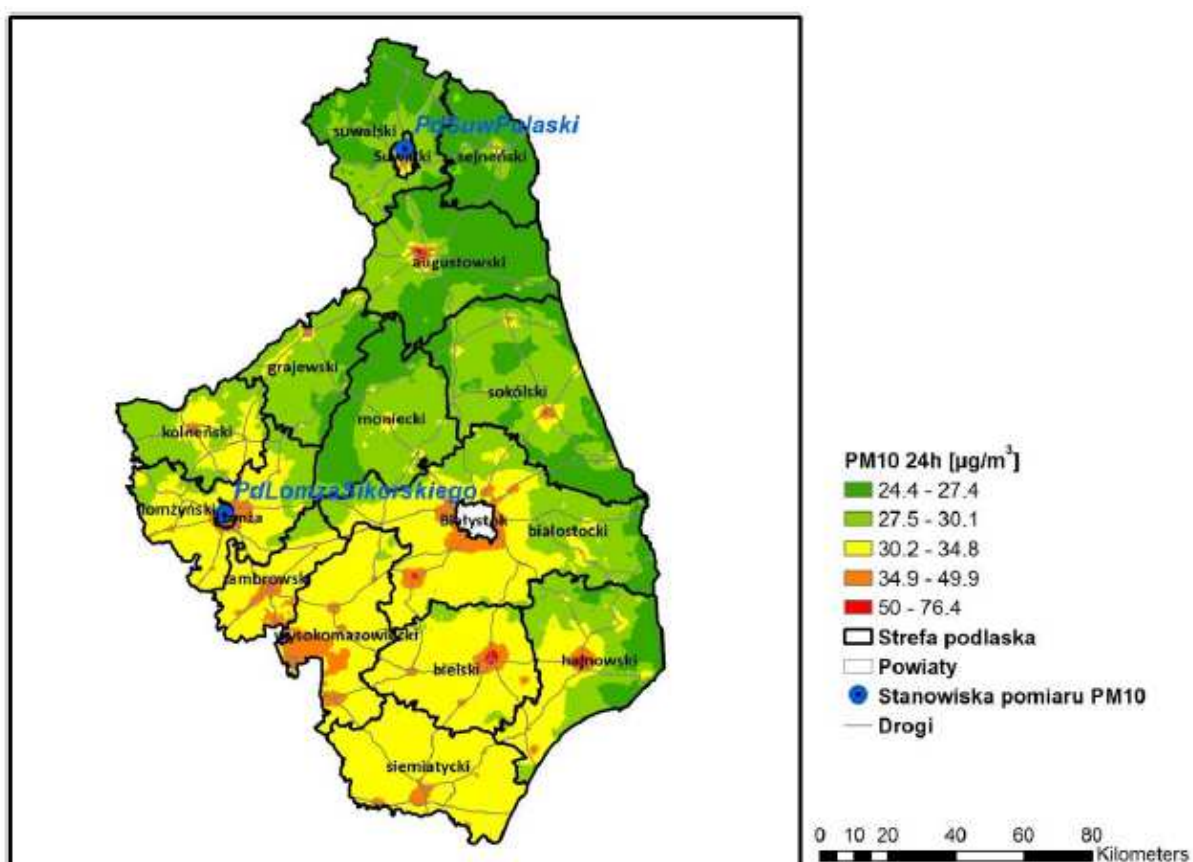 PdSuwPulaski
suwalski
Suwałki
sejneński
augustowski
grajewski
sokólski
moniecki
kolneński
PdLomzaSikorskiego
łomżyński
Łomża
Białystok
białostocki
zambrowski
wysokomazowiecki
bielski
hajnowski
siemiatycki
PM10 24h [µg/m³]
24.4 - 27.4
27.5 - 30.1
30.2 - 34.8
34.9 - 49.9
50 - 76.4
Strefa podlaska
Powiaty
Stanowiska pomiaru PM10
Drogi
0 10 20 40 60 80
Kilometers